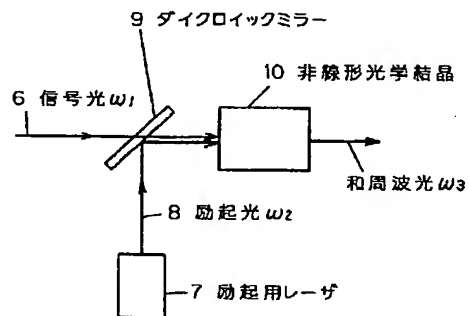 9 ダイクロイックミラー
10 非線形光学結晶
6 信号光ω1
和周波光ω3
8 励起光ω2
7 励起用レーザ